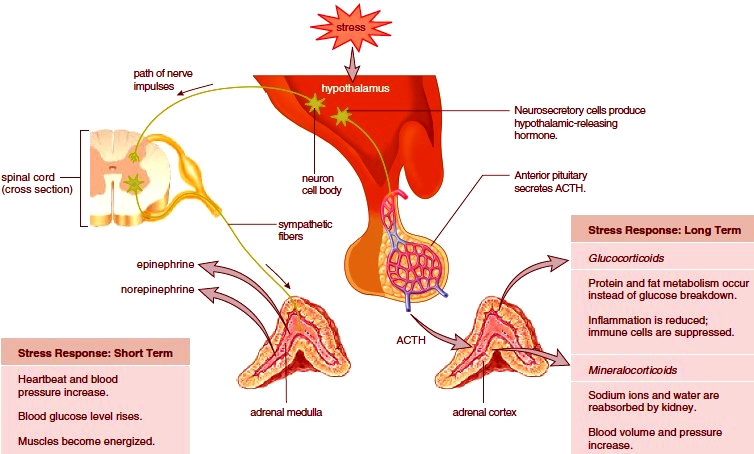 stress
path of nerve
impulses
hypothalamus
Neurosecretory cells produce
hypothalamic-releasing
hormone.
spinal cord
(cross section)
neuron
cell body
Anterior pituitary
secretes ACTH.
sympathetic
fibers
epinephrine
norepinephrine
ACTH
adrenal medulla
adrenal cortex
Stress Response: Short Term
Heartbeat and blood
pressure increase.
Blood glucose level rises.
Muscles become energized.
Stress Response: Long Term
Glucocorticoids
Protein and fat metabolism occur
instead of glucose breakdown.
Inflammation is reduced;
immune cells are suppressed.
Mineralocorticoids
Sodium ions and water are
reabsorbed by kidney.
Blood volume and pressure
increase.